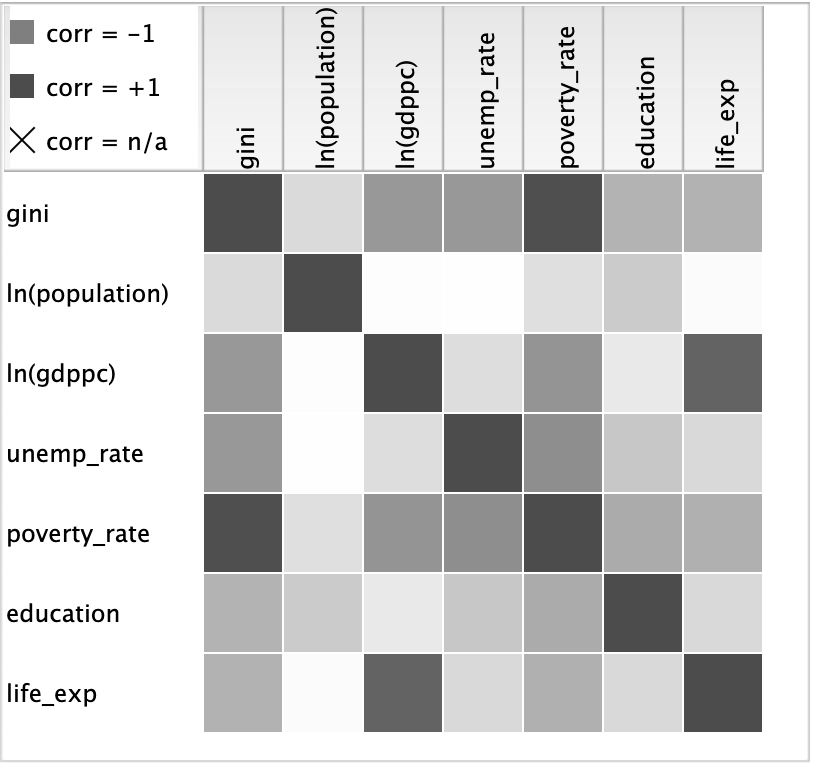 corr = -1
corr = +1
corr = n/a
gini
ln(population)
ln(gdppc)
unemp_rate
poverty_rate
education
life_exp
gini
ln(population)
ln(gdppc)
unemp_rate
poverty_rate
education
life_exp